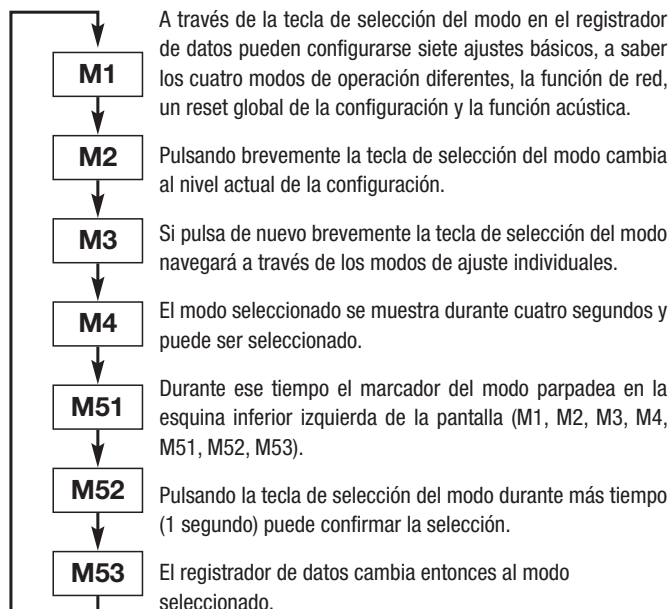 A través de la tecla de selección del modo en el registrador
de datos pueden configurarse siete ajustes básicos, a saber
los cuatro modos de operación diferentes, la función de red,
un reset global de la configuración y la función acústica.
Pulsando brevemente la tecla de selección del modo cambia
al nivel actual de la configuración.
Si pulsa de nuevo brevemente la tecla de selección del modo
navegará a través de los modos de ajuste individuales.
El modo seleccionado se muestra durante cuatro segundos y
puede ser seleccionado.
Durante ese tiempo el marcador del modo parpadea en la
esquina inferior izquierda de la pantalla (M1, M2, M3, M4,
M51, M52, M53).
Pulsando la tecla de selección del modo durante más tiempo
(1 segundo) puede confirmar la selección.
El registrador de datos cambia entonces al modo
seleccionado.
M1
M2
M3
M4
M51
M52
M53